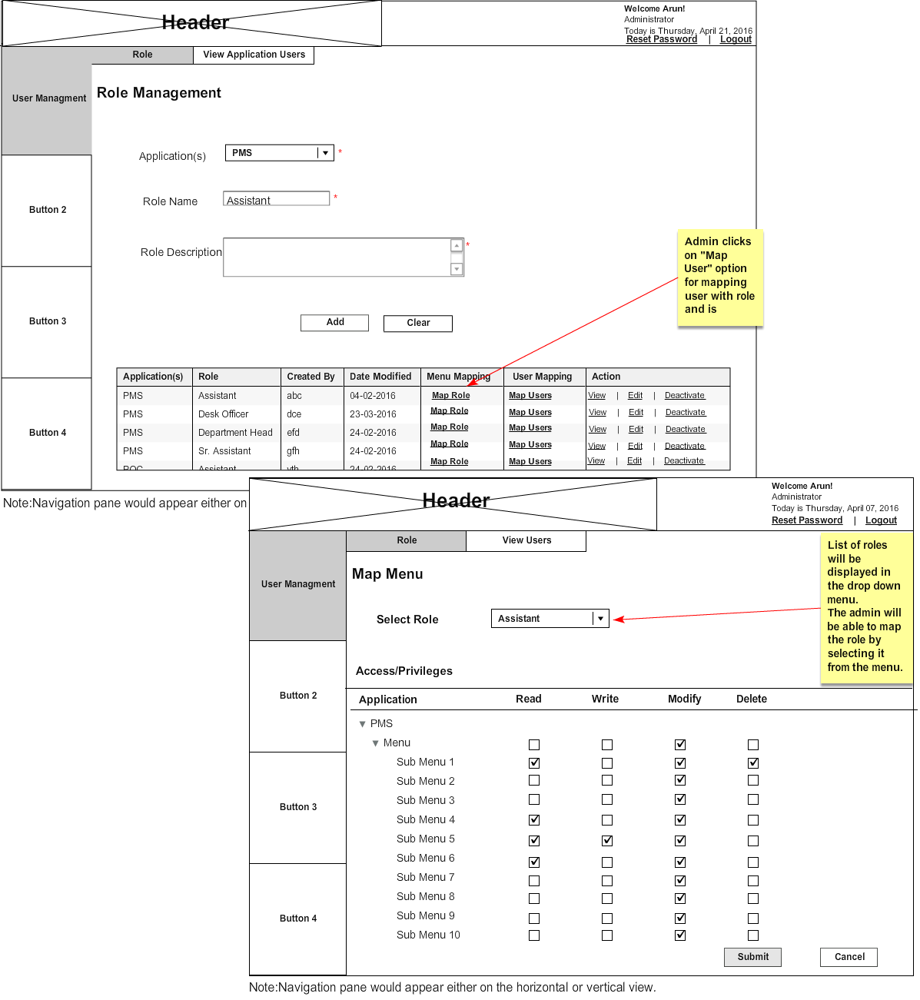 Header
Welcome Arun!
Administrator
Today is Thursday, April 21, 2016
Reset Password | Logout
Role View Application Users
User Managment
Role Management
Application(s) PMS *
Role Name Assistant *
Role Description *
Button 2
Button 3
Button 4
Add Clear
Admin clicks
on "Map
User" option
for mapping
user with role
and is
Application(s) Role Created By Date Modified Menu Mapping User Mapping Action
PMS Assistant abc 04-02-2016 Map Role Map Users View | Edit | Deactivate
PMS Desk Officer dce 23-03-2016 Map Role Map Users View | Edit | Deactivate
PMS Department Head efd 24-02-2016 Map Role Map Users View | Edit | Deactivate
PMS Sr. Assistant gfh 24-02-2016 Map Role Map Users View | Edit | Deactivate
Assistant 24-02-2016 Map Role Map Users View | Edit | Deactivate
Note:Navigation pane would appear either on
Header
Welcome Arun!
Administrator
Today is Thursday, April 07, 2016
Reset Password | Logout
Role View Users
User Managment
Map Menu
Select Role Assistant
List of roles
will be
displayed in
the drop down
menu.
The admin will
be able to map
the role by
selecting it
from the menu.
Button 2
Button 3
Button 4
Access/Privileges
Application Read Write Modify Delete
PMS
Menu
Sub Menu 1
Sub Menu 2
Sub Menu 3
Sub Menu 4
Sub Menu 5
Sub Menu 6
Sub Menu 7
Sub Menu 8
Sub Menu 9
Sub Menu 10
Submit Cancel
Note:Navigation pane would appear either on the horizontal or vertical view.